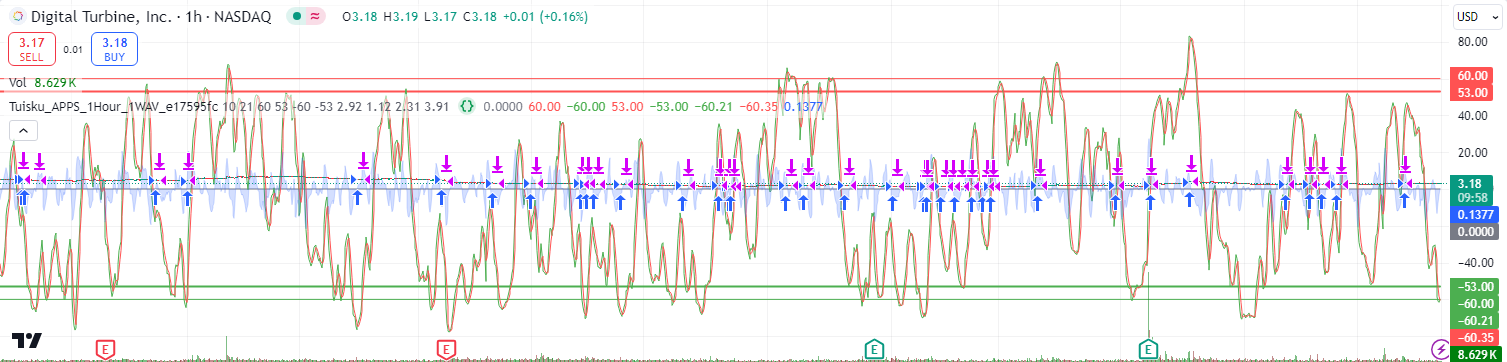 Digital Turbine, Inc. · 1h · NASDAQ O3.18 H3.19 L3.17 C3.18 +0.01 (+0.16%)
USD
3.17 0.01 3.18
SELL BUY
Vol 8.629K
Tuisku_APPS_1Hour_1WAV_e17595fc 10 21 60 53 -60 -53 2.92 1.12 2.31 3.91 0.0000 60.00 −60.00 53.00 −53.00 −60.21 −60.35 0.1377
80.00
60.00
53.00
40.00
20.00
3.18
09:58
0.1377
0.0000
−40.00
−53.00
−60.00
−60.21
−60.35
8.629K
E E E E